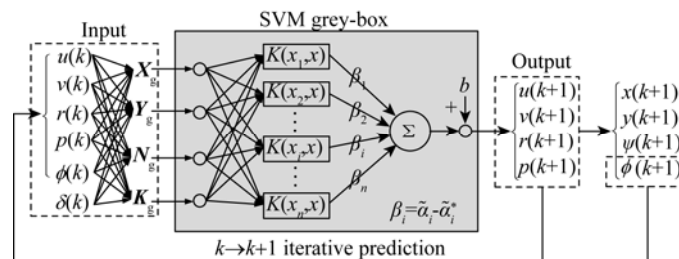 SVM grey-box
Input
Output
u(k)
v(k)
r(k)
p(k)
ϕ(k)
δ(k)
X_g
Y_g
N_g
K_g
K(x_1,x)
K(x_2,x)
⋮
K(x_i,x)
⋮
K(x_n,x)
β_1
β_2
β_i
β_n
Σ
b
+
β_i=α̃_i-α̃_i^*
u(k+1)
v(k+1)
r(k+1)
p(k+1)
x(k+1)
y(k+1)
ψ(k+1)
ϕ(k+1)
k→k+1 iterative prediction